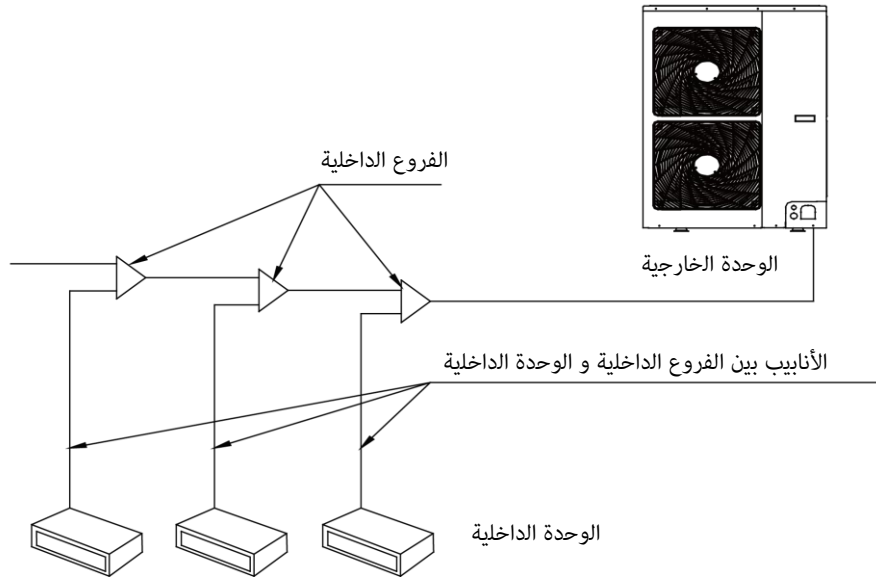 الفروع الداخلية
الوحدة الخارجية
الأنابيب بين الفروع الداخلية و الوحدة الداخلية
الوحدة الداخلية